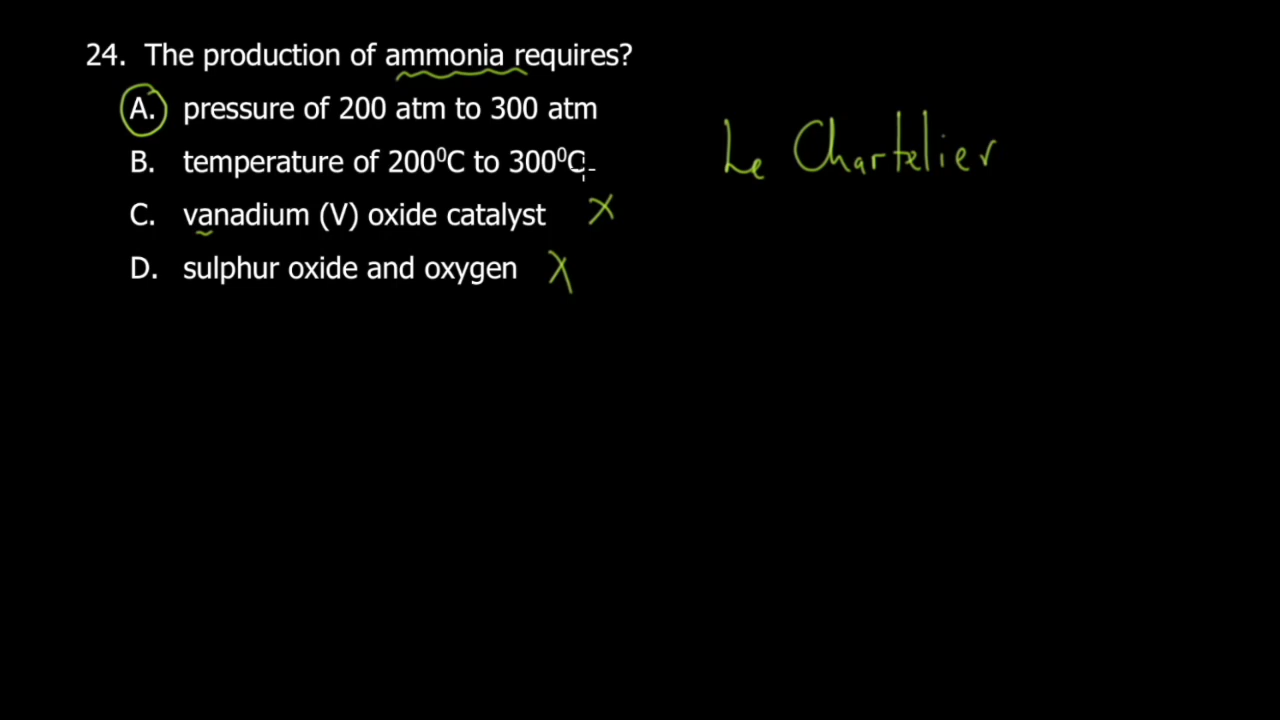 24. The production of ammonia requires?
A. pressure of 200 atm to 300 atm
B. temperature of 200⁰C to 300⁰C
C. vanadium (V) oxide catalyst X
D. sulphur oxide and oxygen X
Le Chartelier